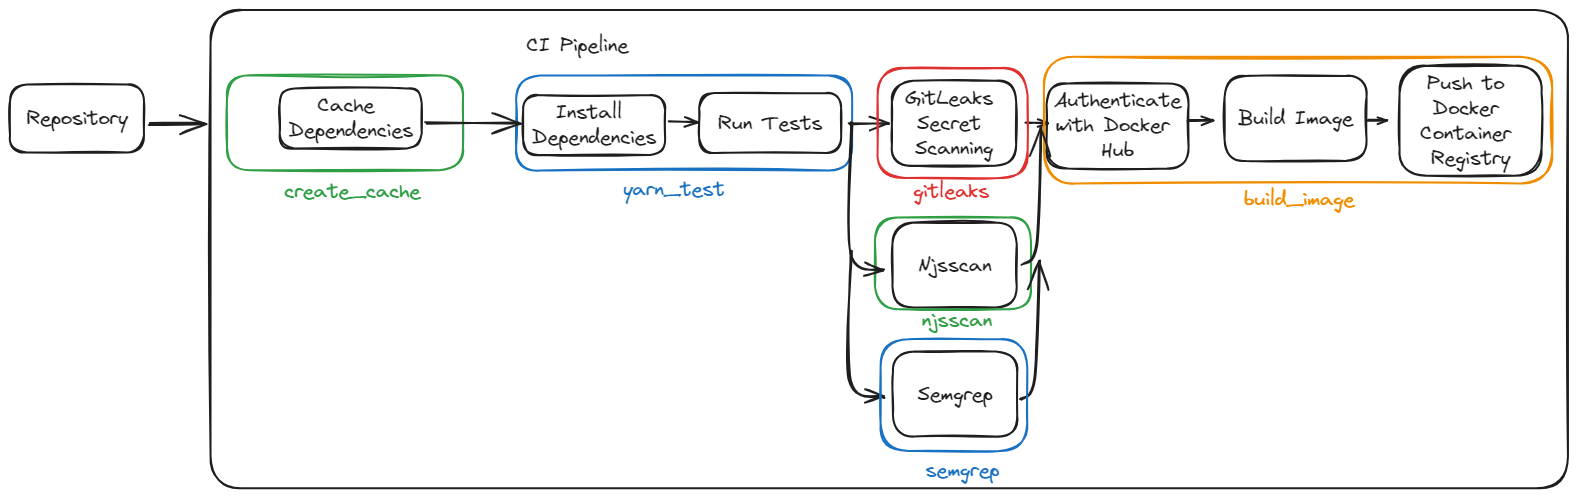 CI Pipeline
Repository
Cache
Dependencies
create_cache
Install
Dependencies
Run Tests
yarn_test
GitLeaks
Secret
Scanning
gitleaks
Njsscan
njsscan
Semgrep
semgrep
Authenticate
with Docker
Hub
Build Image
Push to
Docker
Container
Registry
build_image